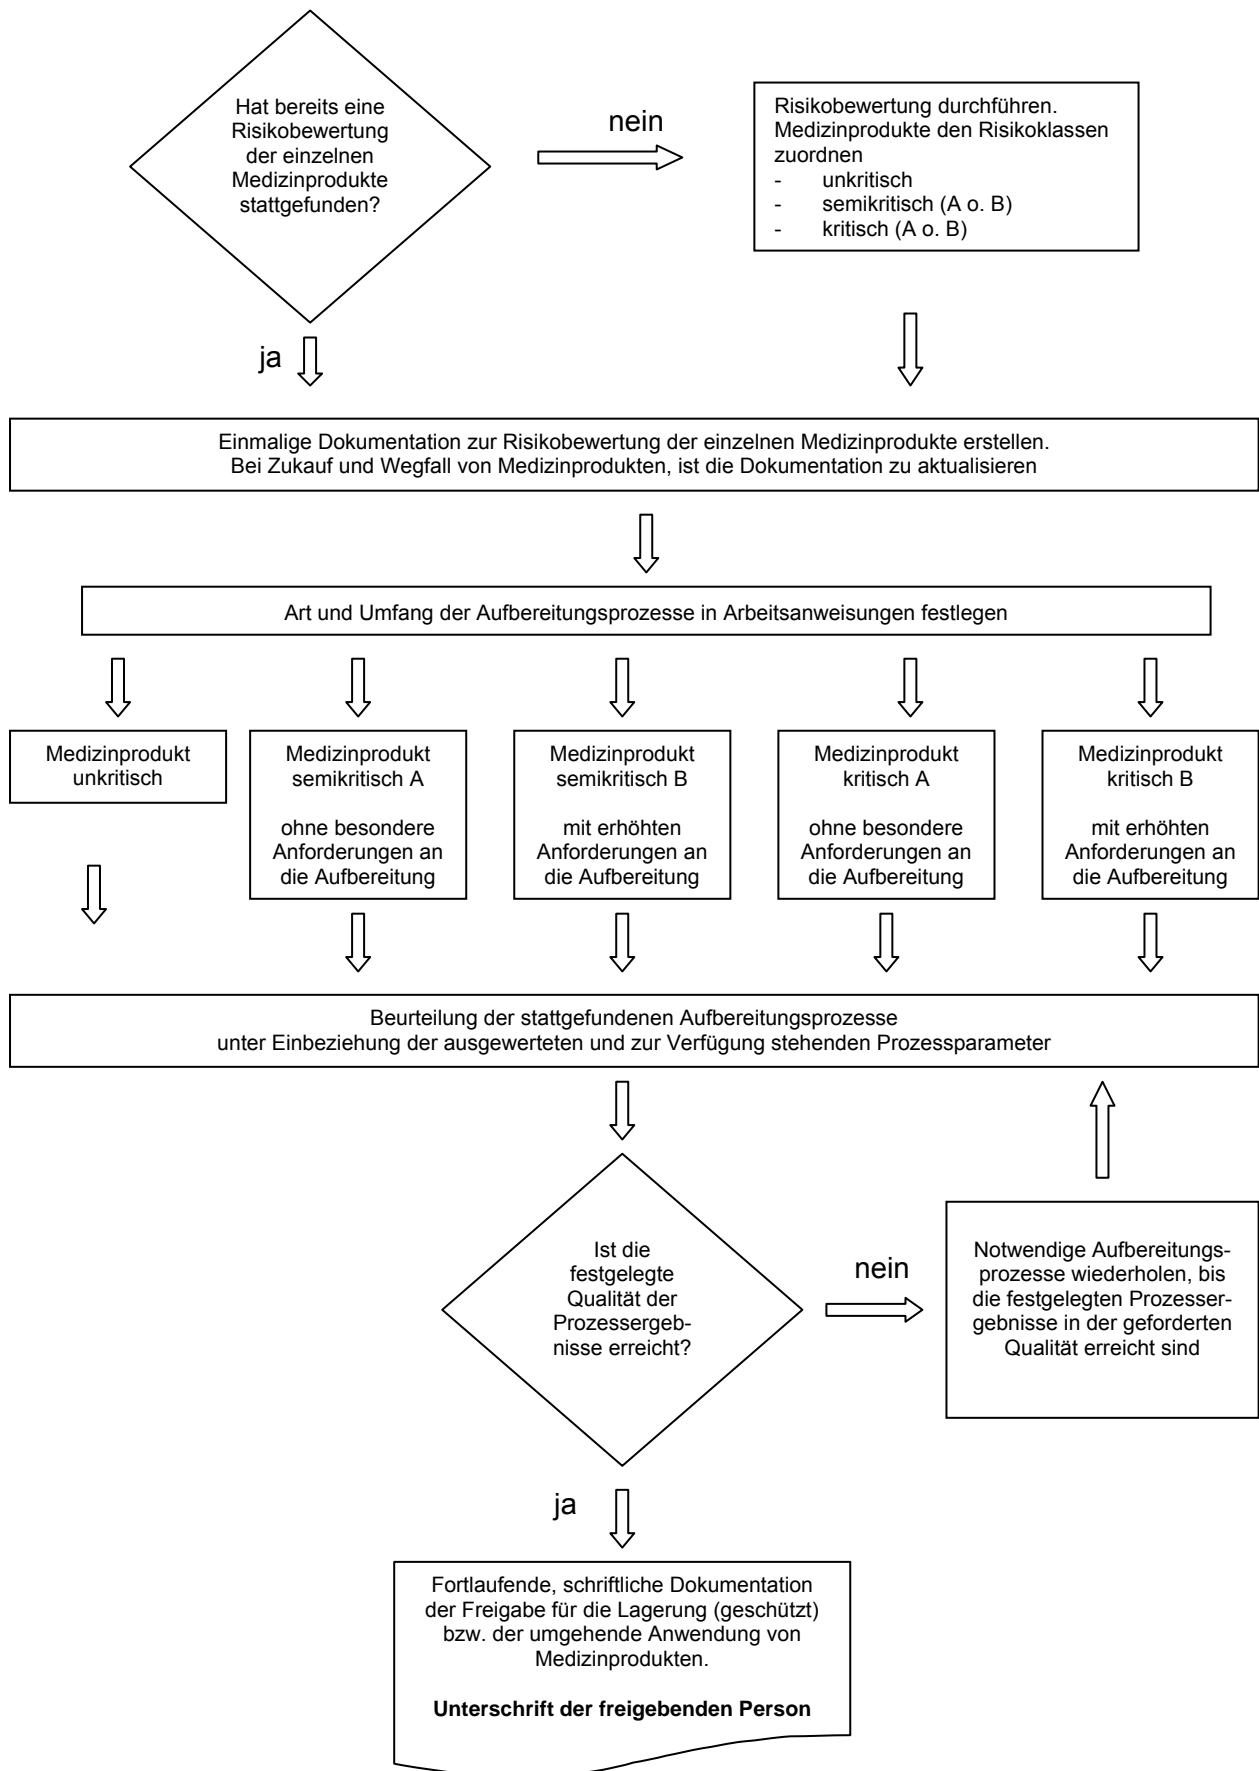 Hat bereits eine
Risikobewertung
der einzelnen
Medizinprodukte
stattgefunden?
nein
Risikobewertung durchführen.
Medizinprodukte den Risikoklassen
zuordnen
- unkritisch
- semikritisch (A o. B)
- kritisch (A o. B)
ja
Einmalige Dokumentation zur Risikobewertung der einzelnen Medizinprodukte erstellen.
Bei Zukauf und Wegfall von Medizinprodukten, ist die Dokumentation zu aktualisieren
Art und Umfang der Aufbereitungsprozesse in Arbeitsanweisungen festlegen
Medizinprodukt
unkritisch
Medizinprodukt
semikritisch A
ohne besondere
Anforderungen an
die Aufbereitung
Medizinprodukt
semikritisch B
mit erhöhten
Anforderungen an
die Aufbereitung
Medizinprodukt
kritisch A
ohne besondere
Anforderungen an
die Aufbereitung
Medizinprodukt
kritisch B
mit erhöhten
Anforderungen an
die Aufbereitung
Beurteilung der stattgefundenen Aufbereitungsprozesse
unter Einbeziehung der ausgewerteten und zur Verfügung stehenden Prozessparameter
Ist die
festgelegte
Qualität der
Prozessergeb-
nisse erreicht?
nein
Notwendige Aufbereitungs-
prozesse wiederholen, bis
die festgelegten Prozesser-
gebnisse in der geforderten
Qualität erreicht sind
ja
Fortlaufende, schriftliche Dokumentation
der Freigabe für die Lagerung (geschützt)
bzw. der umgehende Anwendung von
Medizinprodukten.
Unterschrift der freigebenden Person